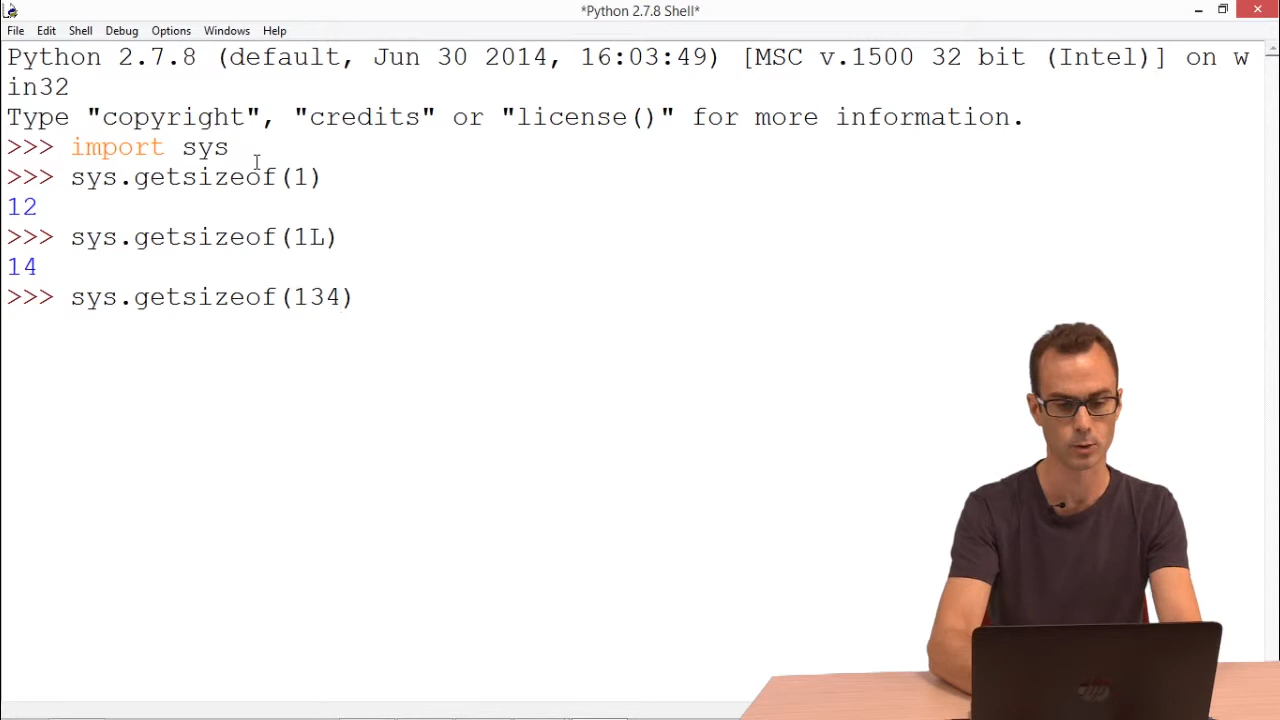 *Python 2.7.8 Shell*
File Edit Shell Debug Options Windows Help
Python 2.7.8 (default, Jun 30 2014, 16:03:49) [MSC v.1500 32 bit (Intel)] on w
in32
Type "copyright", "credits" or "license()" for more information.
>>> import sys
>>> sys.getsizeof(1)
12
>>> sys.getsizeof(1L)
14
>>> sys.getsizeof(134)
hp